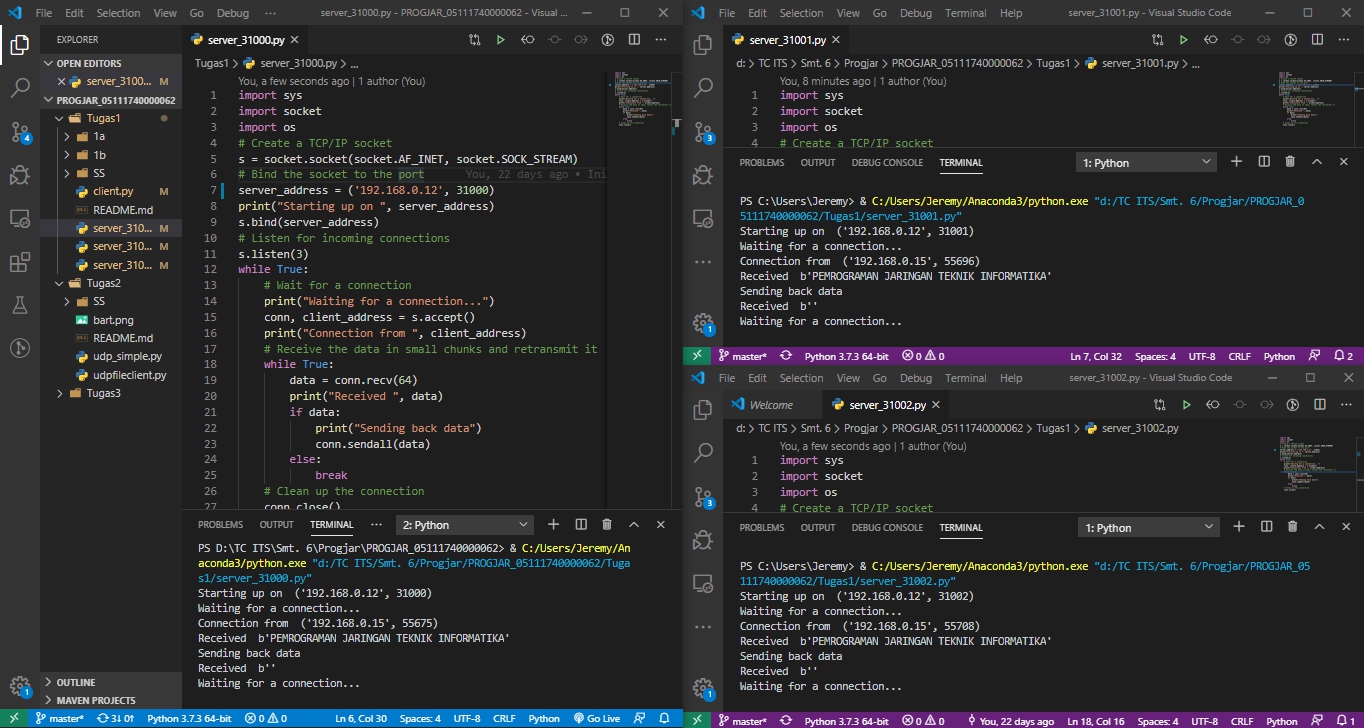 File Edit Selection View Go Debug ··· server_31000.py - PROGJAR_05111740000062 - Visual ...
EXPLORER
OPEN EDITORS
server_3100... M
PROGJAR_05111740000062
Tugas1
1a
1b
SS
client.py M
README.md
server_310... M
server_310... M
server_310... M
Tugas2
SS
bart.png
README.md
udp_simple.py
udpfileclient.py
Tugas3
OUTLINE
MAVEN PROJECTS
4
1
server_31000.py
Tugas1 > server_31000.py > ...
You, a few seconds ago | 1 author (You)
1 import sys
2 import socket
3 import os
4 # Create a TCP/IP socket
5 s = socket.socket(socket.AF_INET, socket.SOCK_STREAM)
6 # Bind the socket to the port You, 22 days ago • Ini
7 server_address = ('192.168.0.12', 31000)
8 print("Starting up on ", server_address)
9 s.bind(server_address)
10 # Listen for incoming connections
11 s.listen(3)
12 while True:
13 # Wait for a connection
14 print("Waiting for a connection...")
15 conn, client_address = s.accept()
16 print("Connection from ", client_address)
17 # Receive the data in small chunks and retransmit it
18 while True:
19 data = conn.recv(64)
20 print("Received ", data)
21 if data:
22 print("Sending back data")
23 conn.sendall(data)
24 else:
25 break
26 # Clean up the connection
27 conn.close()
PROBLEMS OUTPUT TERMINAL ··· 2: Python
PS D:\TC ITS\Smt. 6\Progjar\PROGJAR_05111740000062> & C:/Users/Jeremy/An
aconda3/python.exe "d:/TC ITS/Smt. 6/Progjar/PROGJAR_05111740000062/Tuga
s1/server_31000.py"
Starting up on  ('192.168.0.12', 31000)
Waiting for a connection...
Connection from  ('192.168.0.15', 55675)
Received  b'PEMROGRAMAN JARINGAN TEKNIK INFORMATIKA'
Sending back data
Received  b''
Waiting for a connection...
master* 3↓ 0↑ Python 3.7.3 64-bit 0 0 Ln 6, Col 30 Spaces: 4 UTF-8 CRLF Python Go Live
File Edit Selection View Go Debug Terminal Help server_31001.py - Visual Studio Code
server_31001.py
d: > TC ITS > Smt. 6 > Progjar > PROGJAR_05111740000062 > Tugas1 > server_31001.py > ...
You, 8 minutes ago | 1 author (You)
1 import sys
2 import socket
3 import os
4 # Create a TCP/IP socket
3
1
PROBLEMS OUTPUT DEBUG CONSOLE TERMINAL 1: Python
PS C:\Users\Jeremy> & C:/Users/Jeremy/Anaconda3/python.exe "d:/TC ITS/Smt. 6/Progjar/PROGJAR_0
5111740000062/Tugas1/server_31001.py"
Starting up on  ('192.168.0.12', 31001)
Waiting for a connection...
Connection from  ('192.168.0.15', 55696)
Received  b'PEMROGRAMAN JARINGAN TEKNIK INFORMATIKA'
Sending back data
Received  b''
Waiting for a connection...
master* Python 3.7.3 64-bit 0 0 Ln 7, Col 32 Spaces: 4 UTF-8 CRLF Python 2
File Edit Selection View Go Debug Terminal Help server_31002.py - Visual Studio Code
Welcome server_31002.py
d: > TC ITS > Smt. 6 > Progjar > PROGJAR_05111740000062 > Tugas1 > server_31002.py
You, a few seconds ago | 1 author (You)
1 import sys
2 import socket
3 import os
4 # Create a TCP/IP socket
3
1
PROBLEMS OUTPUT DEBUG CONSOLE TERMINAL 1: Python
PS C:\Users\Jeremy> & C:/Users/Jeremy/Anaconda3/python.exe "d:/TC ITS/Smt. 6/Progjar/PROGJAR_05
111740000062/Tugas1/server_31002.py"
Starting up on  ('192.168.0.12', 31002)
Waiting for a connection...
Connection from  ('192.168.0.15', 55708)
Received  b'PEMROGRAMAN JARINGAN TEKNIK INFORMATIKA'
Sending back data
Received  b''
Waiting for a connection...
master* Python 3.7.3 64-bit 0 0 You, 22 days ago Ln 18, Col 16 Spaces: 4 UTF-8 CRLF Python 1